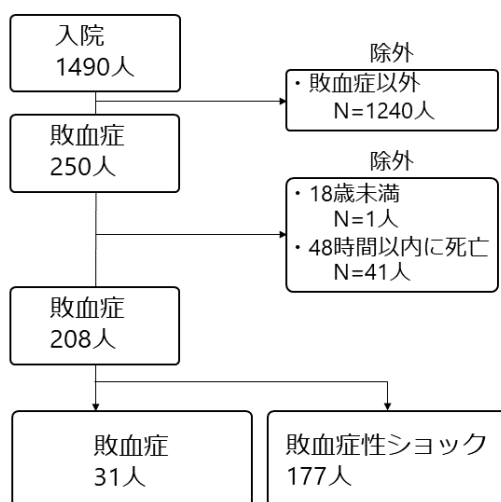 入院
1490人
除外
・敗血症以外
N=1240人
敗血症
250人
除外
・18歳未満
N=1人
・48時間以内に死亡
N=41人
敗血症
208人
敗血症
31人
敗血症性ショック
177人